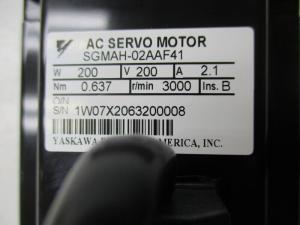 AC SERVO MOTOR
SGMAH-02AAF41
W 200 V 200 A 2.1
Nm 0.637 r/min 3000 Ins. B
O/N
S/N 1W07X2063200008
YASKAWA AMERICA, INC.